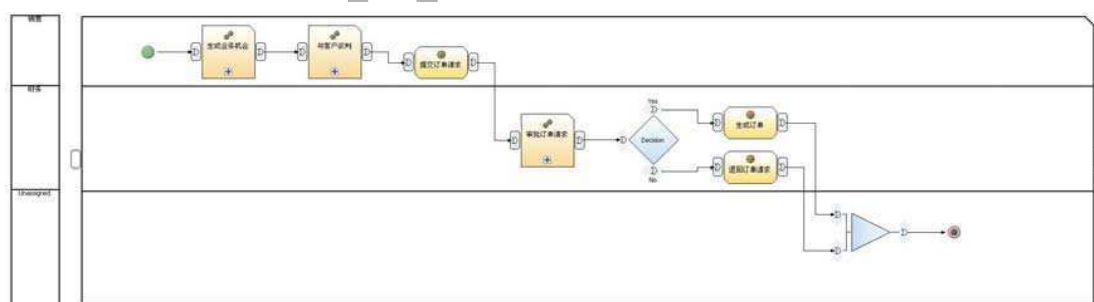 销售
生成业务机会
与客户谈判
提交订单请求
财务
审批订单请求
Yes
Decision
No
生成订单
退回订单请求
Unassigned